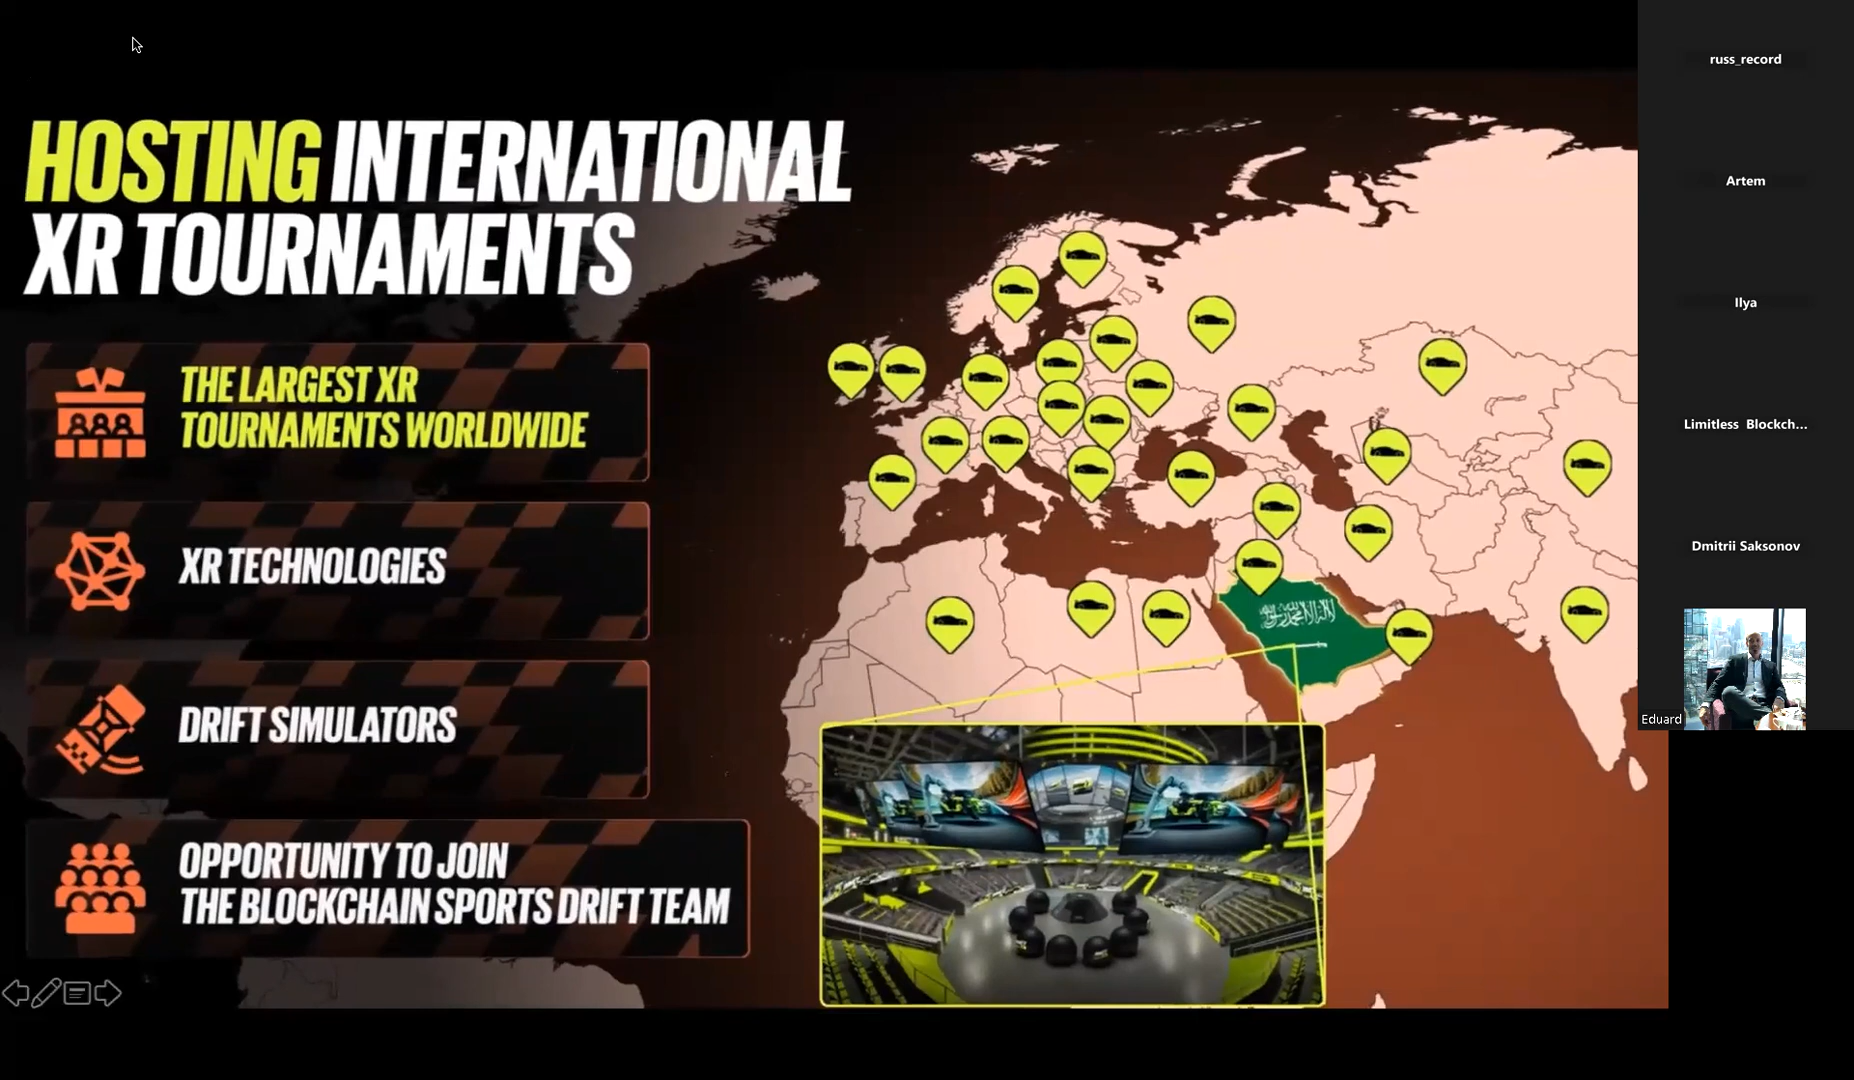 HOSTING INTERNATIONAL
XR TOURNAMENTS
THE LARGEST XR
TOURNAMENTS WORLDWIDE
XR TECHNOLOGIES
DRIFT SIMULATORS
OPPORTUNITY TO JOIN
THE BLOCKCHAIN SPORTS DRIFT TEAM
russ_record
Artem
Ilya
Limitless Blockch...
Dmitrii Saksonov
Eduard